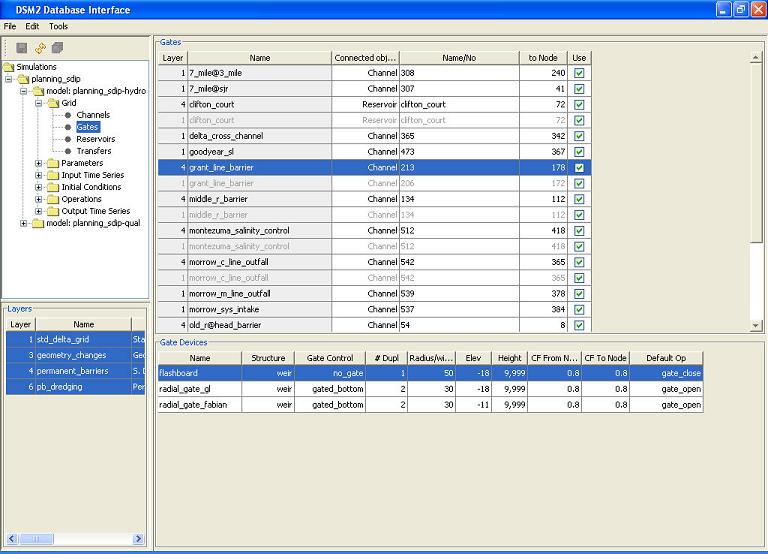 DSM2 Database Interface
File Edit Tools
Simulations
planning_sdip
model: planning_sdip-hydro
Grid
Channels
Gates
Reservoirs
Transfers
Parameters
Input Time Series
Initial Conditions
Operations
Output Time Series
model: planning_sdip-qual
Layers
Layer Name
1 std_delta_grid Sta
3 geometry_changes Geo
4 permanent_barriers S. D
6 pb_dredging Per
Gates
Layer Name Connected obj... Name/No to Node Use
1 7_mile@3_mile Channel 308 240
1 7_mile@sjr Channel 307 41
4 clifton_court Reservoir clifton_court 72
1 clifton_court Reservoir clifton_court 72
1 delta_cross_channel Channel 365 342
1 goodyear_sl Channel 473 367
4 grant_line_barrier Channel 213 178
1 grant_line_barrier Channel 206 172
4 middle_r_barrier Channel 134 112
1 middle_r_barrier Channel 134 112
4 montezuma_salinity_control Channel 512 418
1 montezuma_salinity_control Channel 512 418
4 morrow_c_line_outfall Channel 542 365
1 morrow_c_line_outfall Channel 542 365
1 morrow_m_line_outfall Channel 539 378
1 morrow_sys_intake Channel 537 384
4 old_r@head_barrier Channel 54 8
Gate Devices
Name Structure Gate Control # Dupl Radius/wi... Elev Height CF From N... CF To Node Default Op
flashboard weir no_gate 1 50 -18 9,999 0.8 0.8 gate_close
radial_gate_gl weir gated_bottom 2 30 -18 9,999 0.8 0.8 gate_open
radial_gate_fabian weir gated_bottom 2 30 -11 9,999 0.8 0.8 gate_open